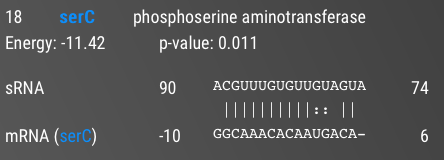 18 serC phosphoserine aminotransferase
Energy: -11.42 p-value: 0.011
sRNA 90 ACGUUUGUGUUGUAGUA 74
||||||||||:: ||
mRNA (serC) -10 GGCAAACACAAUGACA- 6